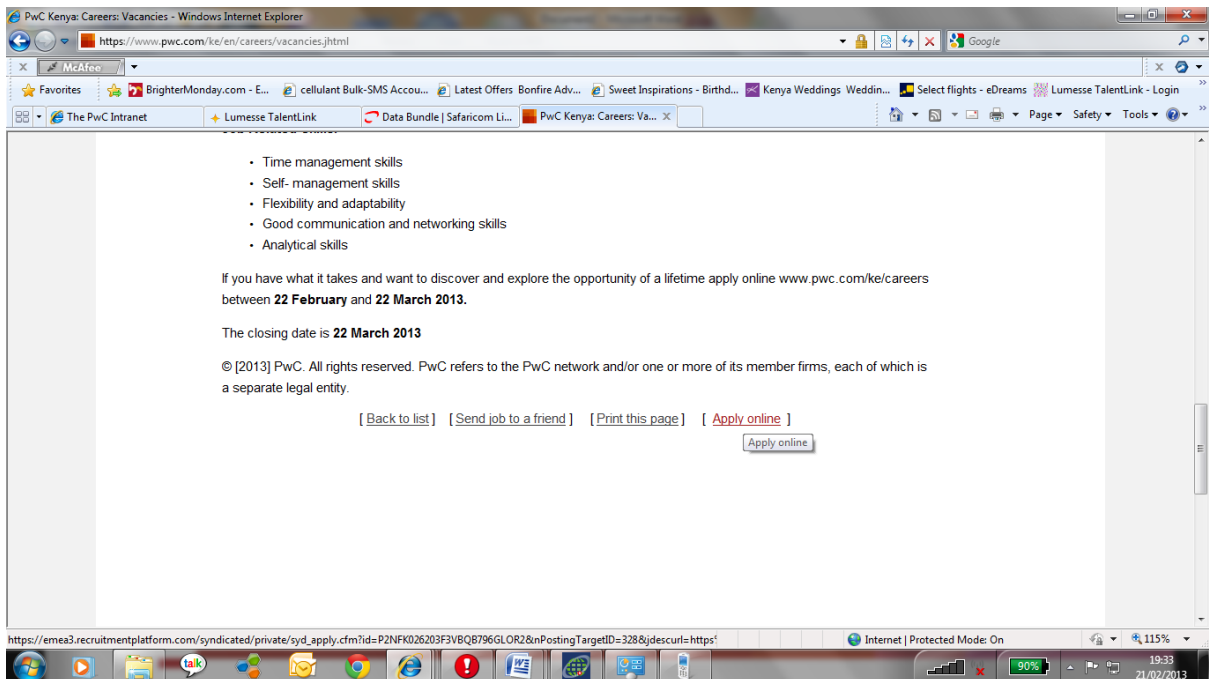 PwC Kenya: Careers: Vacancies - Windows Internet Explorer
https://www.pwc.com/ke/en/careers/vacancies.jhtml
Google
X McAfee x
Favorites BrighterMonday.com - E... cellulant Bulk-SMS Accou... Latest Offers Bonfire Adv... Sweet Inspirations - Birthd... Kenya Weddings Weddin... Select flights - eDreams Lumesse TalentLink - Login
The PwC Intranet Lumesse TalentLink Data Bundle | Safaricom Li... PwC Kenya: Careers: Va... X Page Safety Tools
Job Related Skills:
• Time management skills
• Self- management skills
• Flexibility and adaptability
• Good communication and networking skills
• Analytical skills
If you have what it takes and want to discover and explore the opportunity of a lifetime apply online www.pwc.com/ke/careers
between 22 February and 22 March 2013.
The closing date is 22 March 2013
© [2013] PwC. All rights reserved. PwC refers to the PwC network and/or one or more of its member firms, each of which is
a separate legal entity.
[ Back to list ] [ Send job to a friend ] [ Print this page ] [ Apply online ]
Apply online
https://emea3.recruitmentplatform.com/syndicated/private/syd_apply.cfm?id=P2NFK026203F3VBQB796GLOR2&nPostingTargetID=328&jdescurl=https
Internet | Protected Mode: On 115%
talk 90% 19:33
21/02/2013